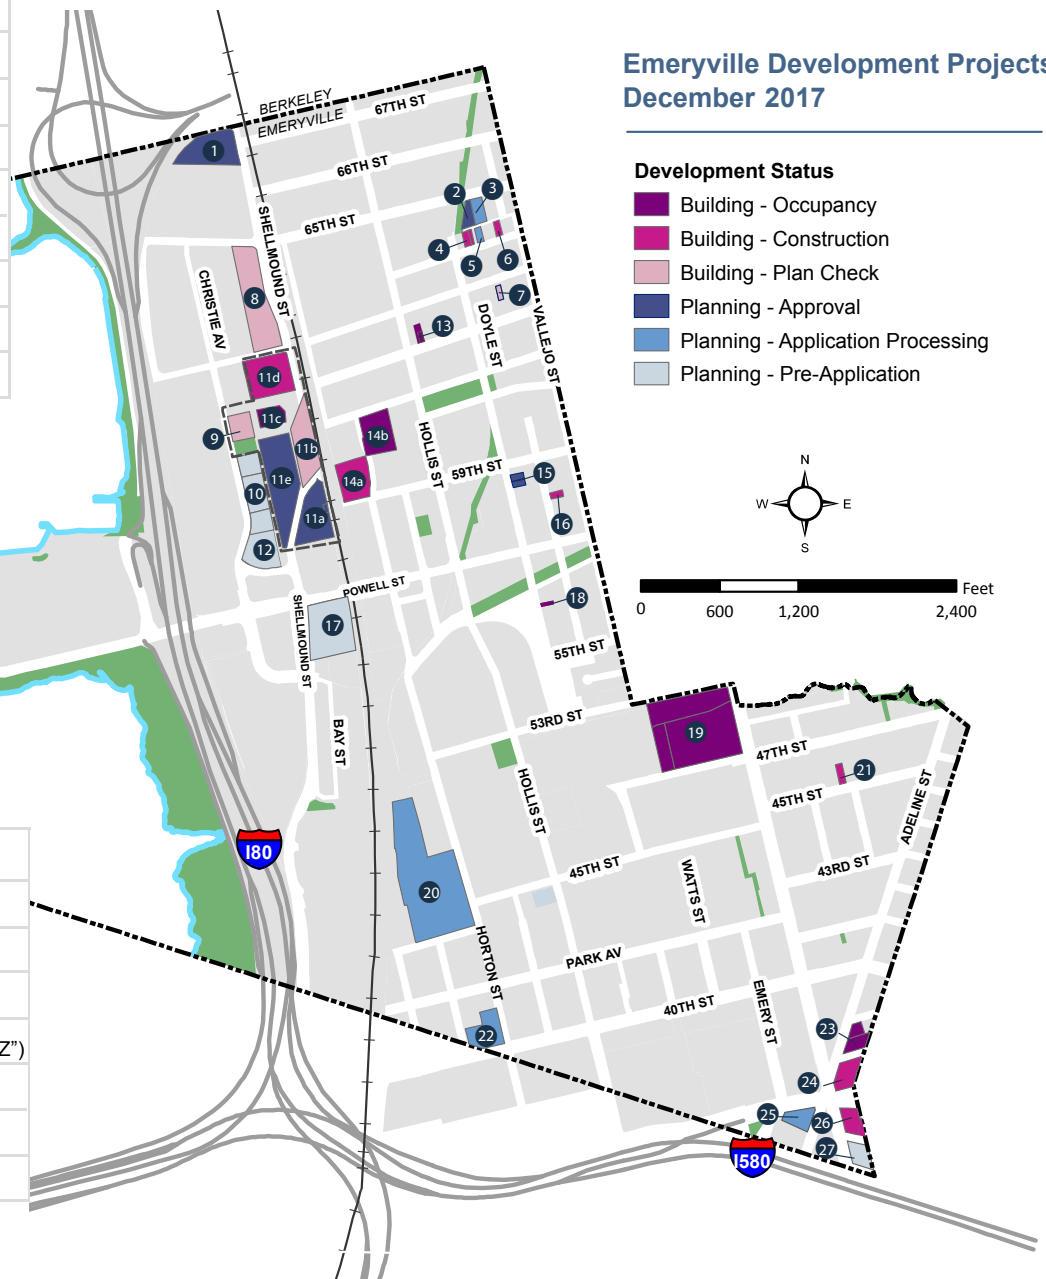 Emeryville Development Projects
December 2017
Development Status
Building - Occupancy
Building - Construction
Building - Plan Check
Planning - Approval
Planning - Application Processing
Planning - Pre-Application
N
W
E
S
Feet
0
600
1,200
2,400
BERKELEY
EMERYVILLE
67TH ST
66TH ST
65TH ST
SHELLMOUND ST
CHRISTIE AV
DOYLE ST
VALLEJO ST
HOLLIS ST
59TH ST
POWELL ST
SHELLMOUND ST
55TH ST
53RD ST
BAY ST
HOLLIS ST
47TH ST
45TH ST
ADELINE ST
43RD ST
45TH ST
WATTS ST
HORTON ST
PARK AV
40TH ST
EMERY ST
I80
I580
1
2
3
4
5
6
7
8
9
10
11a
11b
11c
11d
11e
12
13
14a
14b
15
16
17
18
19
20
21
22
23
24
25
26
27
Z”)